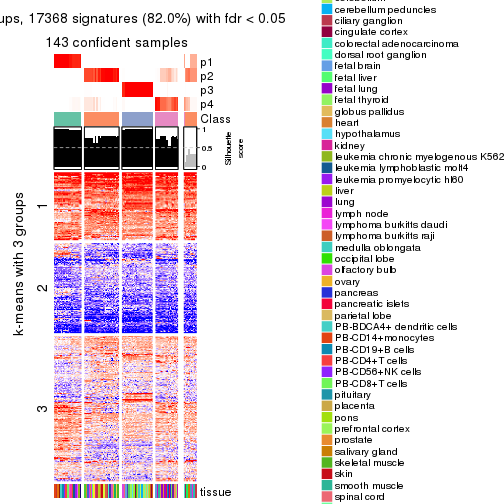 ups, 17368 signatures (82.0%) with fdr < 0.05
143 confident samples
p1
p2
p3
p4
Class
1
0.5
0
Silhouette
score
k-means with 3 groups
1
2
3
tissue
cerebellum peduncles
ciliary ganglion
cingulate cortex
colorectal adenocarcinoma
dorsal root ganglion
fetal brain
fetal liver
fetal lung
fetal thyroid
globus pallidus
heart
hypothalamus
kidney
leukemia chronic myelogenous K562
leukemia lymphoblastic molt4
leukemia promyelocytic hl60
liver
lung
lymph node
lymphoma burkitts daudi
lymphoma burkitts raji
medulla oblongata
occipital lobe
olfactory bulb
ovary
pancreas
pancreatic islets
parietal lobe
PB-BDCA4+ dendritic cells
PB-CD14+monocytes
PB-CD19+B cells
PB-CD4+T cells
PB-CD56+NK cells
PB-CD8+T cells
pituitary
placenta
pons
prefrontal cortex
prostate
salivary gland
skeletal muscle
skin
smooth muscle
spinal cord